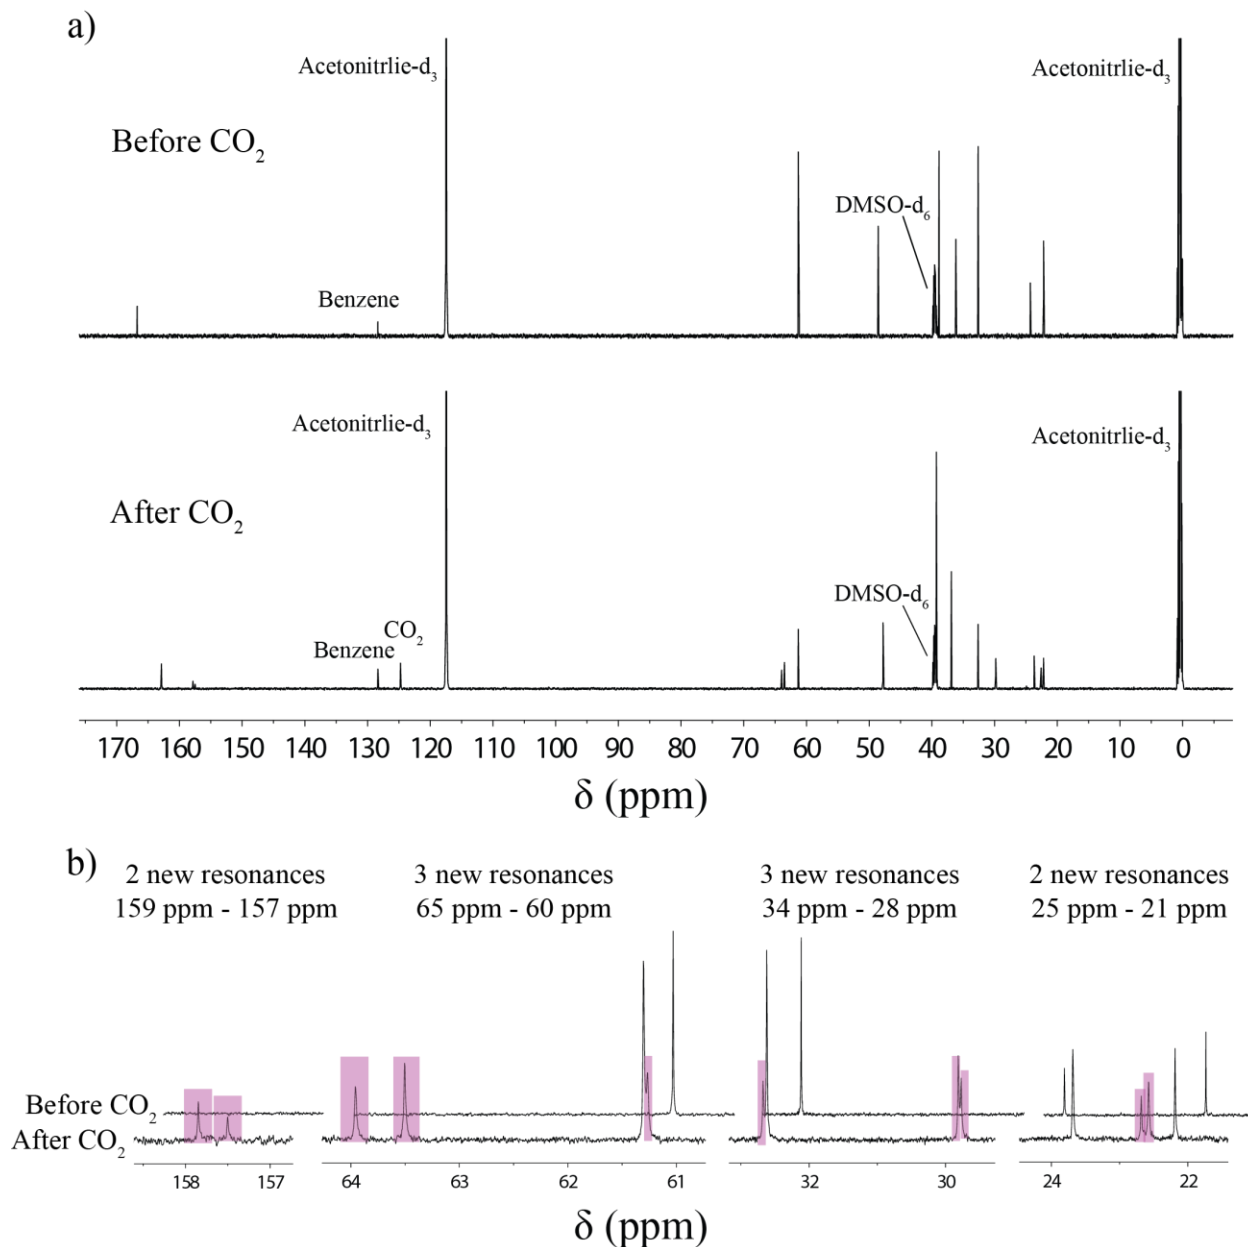 a)
Acetonitrlie-d₃
Acetonitrlie-d₃
Before CO₂
DMSO-d₆
Benzene
Acetonitrlie-d₃
Acetonitrlie-d₃
After CO₂
DMSO-d₆
CO₂
Benzene
170 160 150 140 130 120 110 100 90 80 70 60 50 40 30 20 10 0
δ (ppm)
b)
2 new resonances
159 ppm - 157 ppm
3 new resonances
65 ppm - 60 ppm
3 new resonances
34 ppm - 28 ppm
2 new resonances
25 ppm - 21 ppm
Before CO₂
After CO₂
158 157 64 63 62 61 32 30 24 22
δ (ppm)